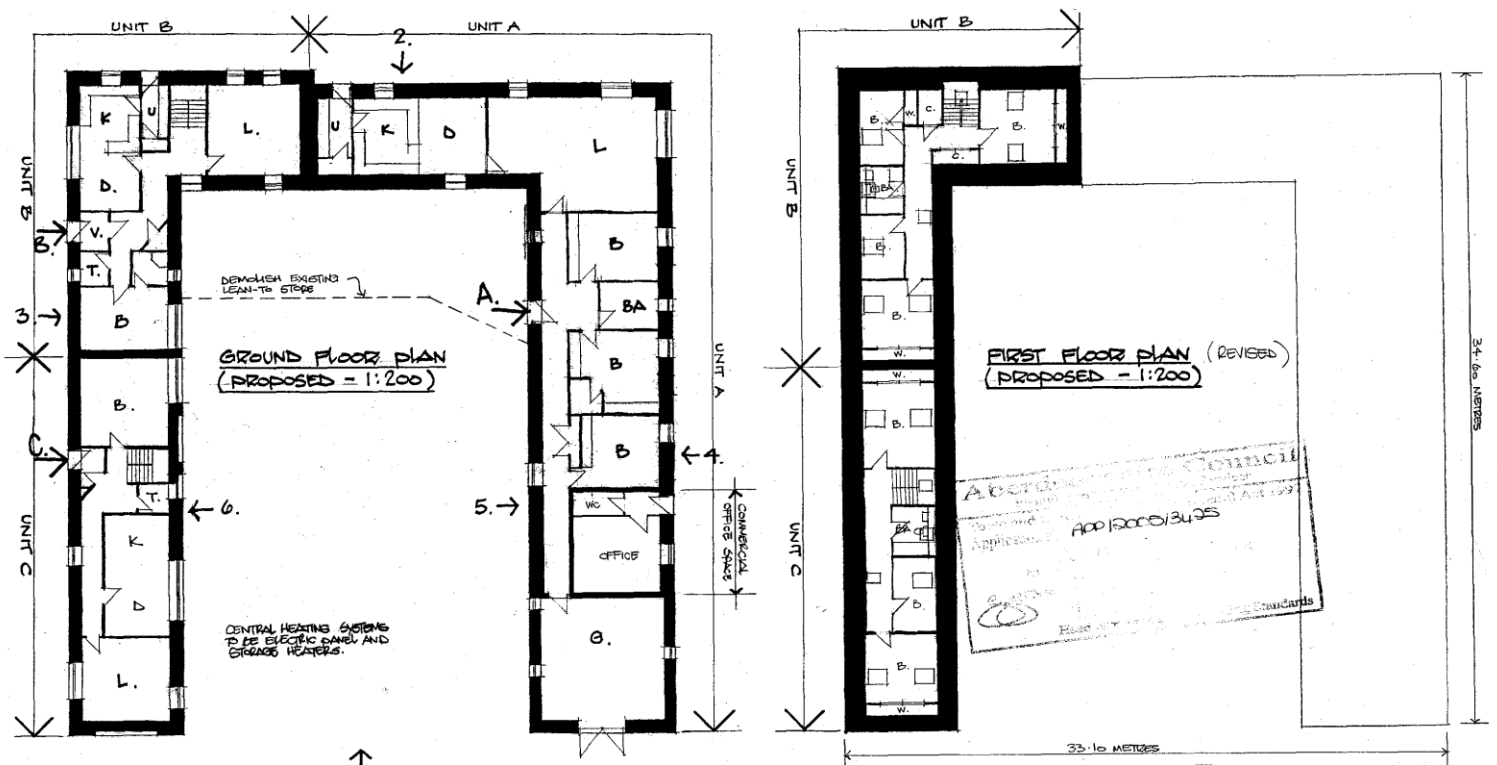 UNIT B
UNIT A
2.
K
U
L.
U
K
D
L
D.
UNIT B
B.
V.
T.
B
3.
DEMOLISH EXISTING
LEAN-TO STORE
A.
B
BA
B
GROUND FLOOR PLAN
(PROPOSED - 1:200)
UNIT A
B.
C.
T.
6.
B
4.
5.
WC
OFFICE
COMMERCIAL
OFFICE SPACE
UNIT C
K
D
L.
CENTRAL HEATING SYSTEMS
TO BE ELECTRIC PANEL AND
STORAGE HEATERS.
G.
UNIT B
B.
W.
C.
B.
W.
C.
UNIT B
BA
B.
B.
W.
FIRST FLOOR PLAN (REVISED)
(PROPOSED - 1:200)
34.60 METRES
W.
B.
UNIT C
BA
B.
B.
W.
Council
APP/2005/3425
Standards
33.10 METRES